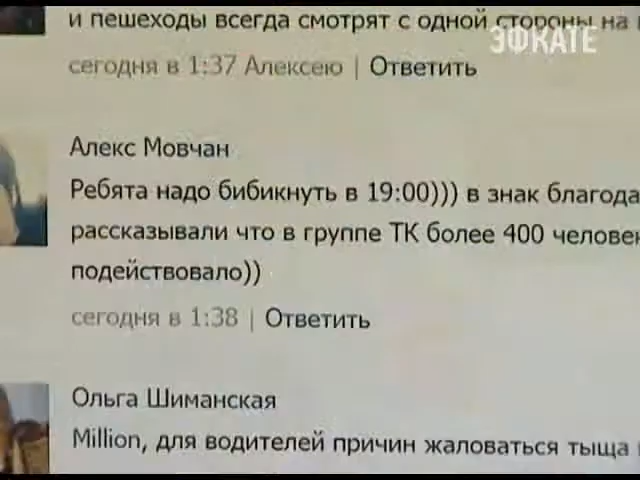 и пешеходы всегда смотрят с одной стороны на
ЭФКАТЕ
сегодня в 1:37 Алексею | Ответить
Алекс Мовчан
Ребята надо бибикнуть в 19:00))) в знак
рассказывали что в группе ТК более 400
подействовало))
сегодня в 1:38 | Ответить
Ольга Шиманская
Million, для водителей причин жаловаться тыща